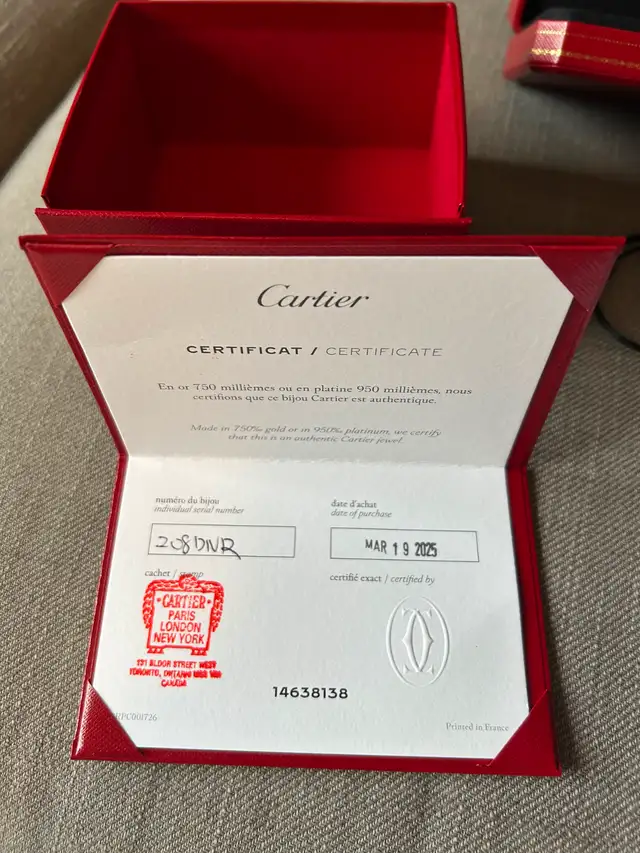 Cartier
CERTIFICAT / CERTIFICATE
En or 750 millièmes ou en platine 950 millièmes, nous
certifions que ce bijou Cartier est authentique.
Made in 750‰ gold or in 950‰ platinum, we certify
that this is an authentic Cartier jewel.
numéro du bijou
individual serial number
208DNR
date d'achat
date of purchase
MAR 19 2025
cachet / stamp
CARTIER
PARIS
LONDON
NEW YORK
131 BLOOR STREET WEST
TORONTO, ONTARIO
CANADA
certifié exact / certified by
14638138
RPC001726
Printed in France